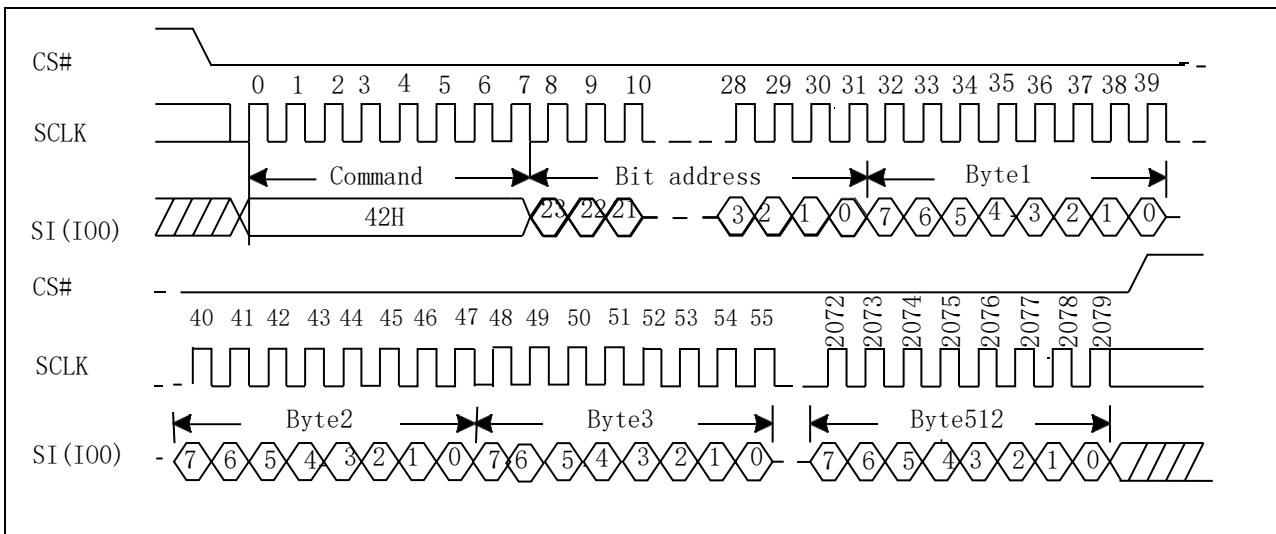 CS#
0 1 2 3 4 5 6 7 8 9 10 28 29 30 31 32 33 34 35 36 37 38 39
SCLK
Command Bit address Byte1
SI(IO0) 42H 23 22 21 3 2 1 0 7 6 5 4 3 2 1 0
CS#
40 41 42 43 44 45 46 47 48 49 50 51 52 53 54 55 2072 2073 2074 2075 2076 2077 2078 2079
SCLK
Byte2 Byte3 Byte512
SI(IO0) 7 6 5 4 3 2 1 0 7 6 5 4 3 2 1 0 7 6 5 4 3 2 1 0